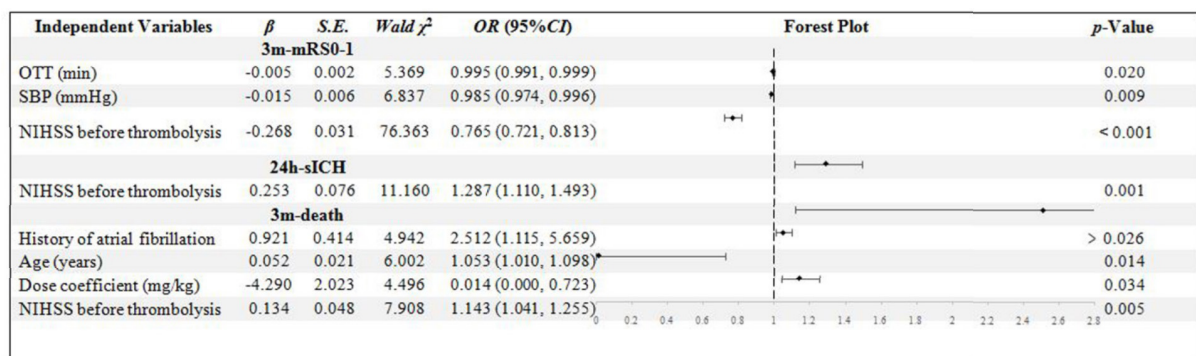 Independent Variables β S.E. Wald χ² OR (95%CI) Forest Plot p-Value
3m-mRS0-1
OTT (min) -0.005 0.002 5.369 0.995 (0.991, 0.999) 0.020
SBP (mmHg) -0.015 0.006 6.837 0.985 (0.974, 0.996) 0.009
NIHSS before thrombolysis -0.268 0.031 76.363 0.765 (0.721, 0.813) < 0.001
24h-sICH
NIHSS before thrombolysis 0.253 0.076 11.160 1.287 (1.110, 1.493) 0.001
3m-death
History of atrial fibrillation 0.921 0.414 4.942 2.512 (1.115, 5.659) > 0.026
Age (years) 0.052 0.021 6.002 1.053 (1.010, 1.098) 0.014
Dose coefficient (mg/kg) -4.290 2.023 4.496 0.014 (0.000, 0.723) 0.034
NIHSS before thrombolysis 0.134 0.048 7.908 1.143 (1.041, 1.255) 0.005
0 0.2 0.4 0.6 0.8 1 1.2 1.4 1.6 1.8 2 2.2 2.4 2.6 2.8